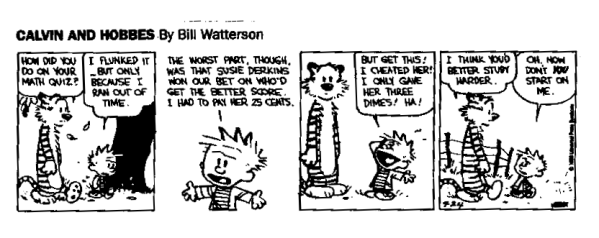 CALVIN AND HOBBES By Bill Watterson
HOW DID YOU
DO ON YOUR
MATH QUIZ?
I FLUNKED IT
...BUT ONLY
BECAUSE I
RAN OUT OF
TIME.
THE WORST PART, THOUGH,
WAS THAT SUSIE DERKINS
WON OUR BET ON WHO'D
GET THE BETTER SCORE.
I HAD TO PAY HER 25 CENTS.
BUT GET THIS!
I CHEATED HER!
I ONLY GAVE
HER THREE
DIMES! HA!
I THINK YOU'D
BETTER STUDY
HARDER.
OH, NOW
DON'T YOU
START ON
ME.
9-24